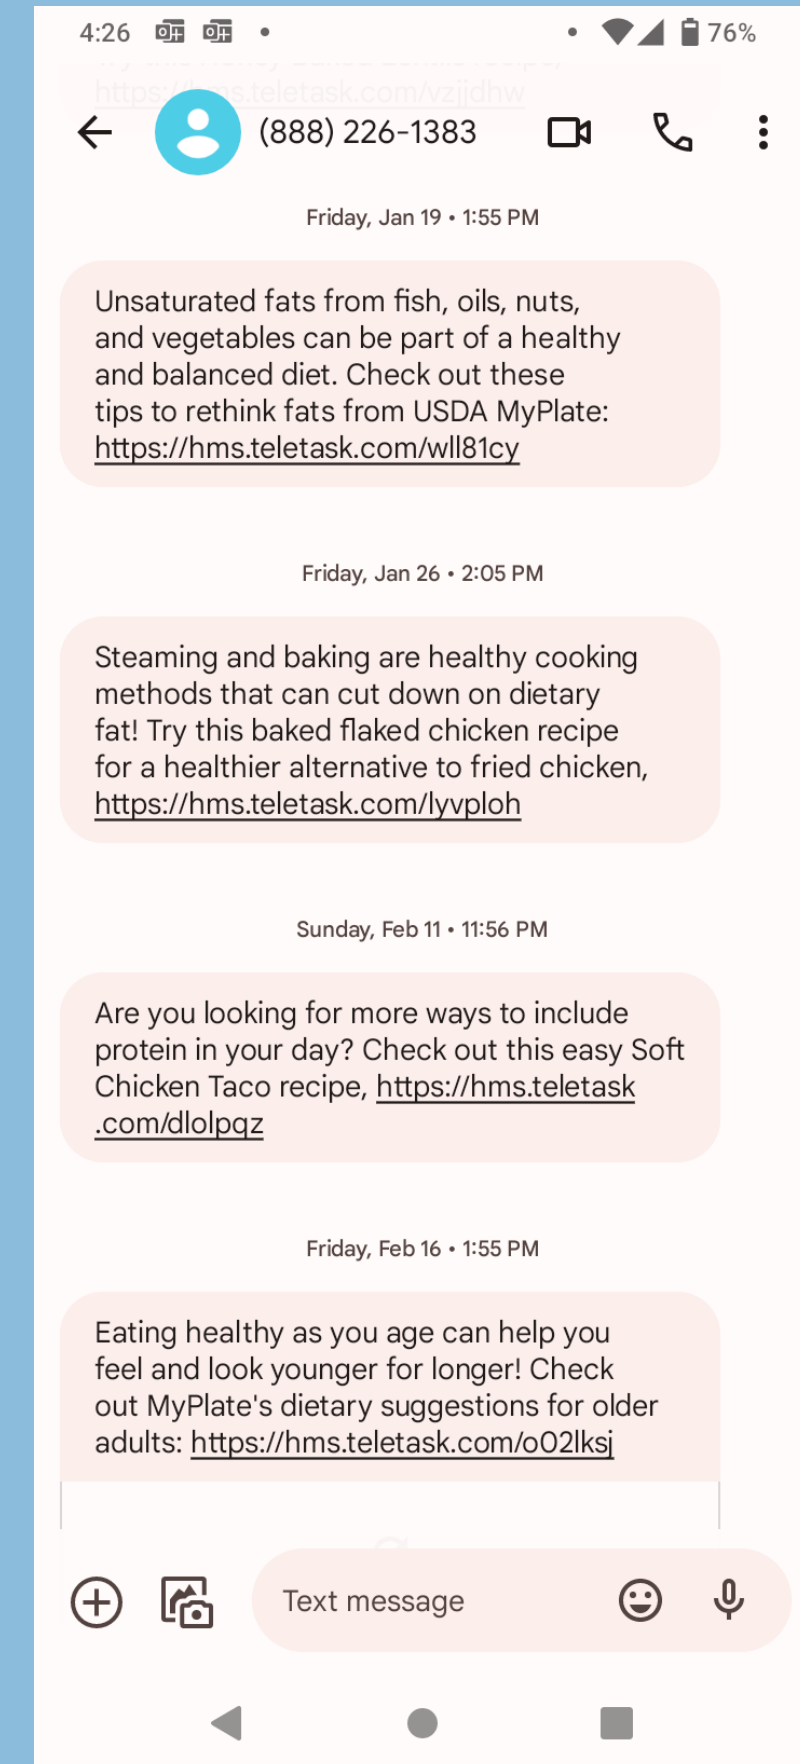 4:26 76%
https://hms.teletask.com/vzjjdhw
(888) 226-1383
Friday, Jan 19 • 1:55 PM
Unsaturated fats from fish, oils, nuts,
and vegetables can be part of a healthy
and balanced diet. Check out these
tips to rethink fats from USDA MyPlate:
https://hms.teletask.com/wll81cy
Friday, Jan 26 • 2:05 PM
Steaming and baking are healthy cooking
methods that can cut down on dietary
fat! Try this baked flaked chicken recipe
for a healthier alternative to fried chicken,
https://hms.teletask.com/lyvploh
Sunday, Feb 11 • 11:56 PM
Are you looking for more ways to include
protein in your day? Check out this easy Soft
Chicken Taco recipe, https://hms.teletask
.com/dlolpqz
Friday, Feb 16 • 1:55 PM
Eating healthy as you age can help you
feel and look younger for longer! Check
out MyPlate's dietary suggestions for older
adults: https://hms.teletask.com/o02lksj
Text message